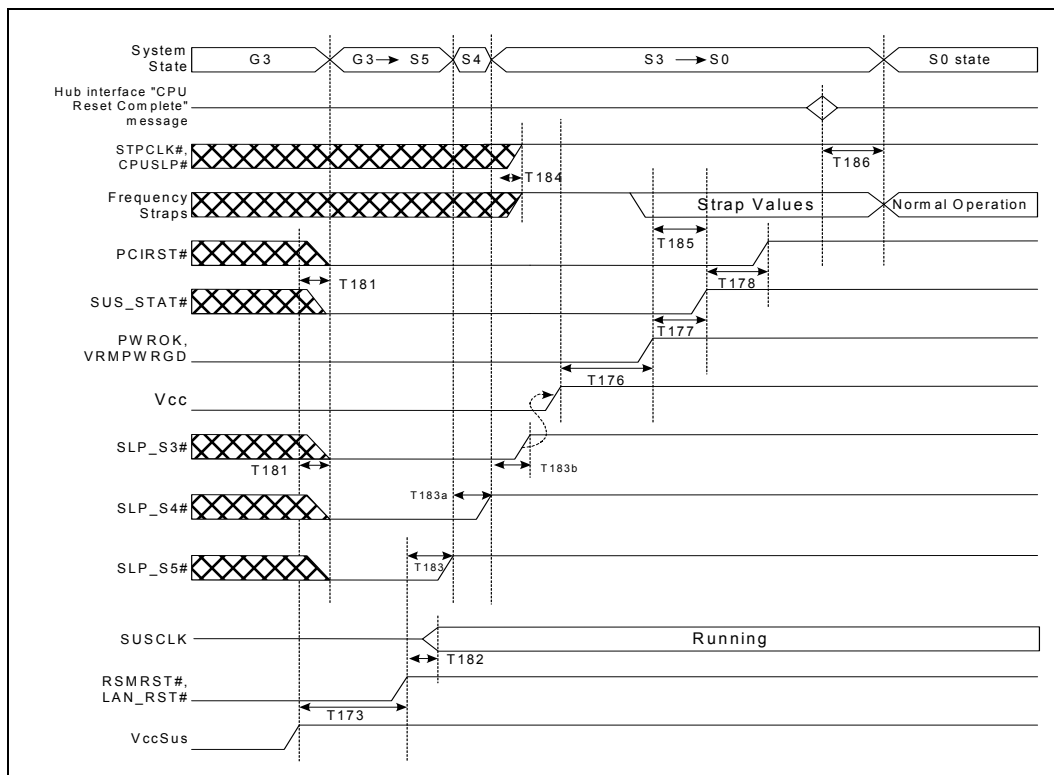 System
State
G3
G3 → S5
S4
S3 → S0
S0 state
Hub interface "CPU
Reset Complete"
message
STPCLK#,
CPUSLP#
T184
T186
Frequency
Straps
Strap Values
Normal Operation
T185
PCIRST#
T181
T178
SUS_STAT#
T177
PWROK,
VRMPWRGD
T176
Vcc
SLP_S3#
T181
T183b
T183a
SLP_S4#
SLP_S5#
T183
SUSCLK
Running
T182
RSMRST#,
LAN_RST#
T173
VccSus